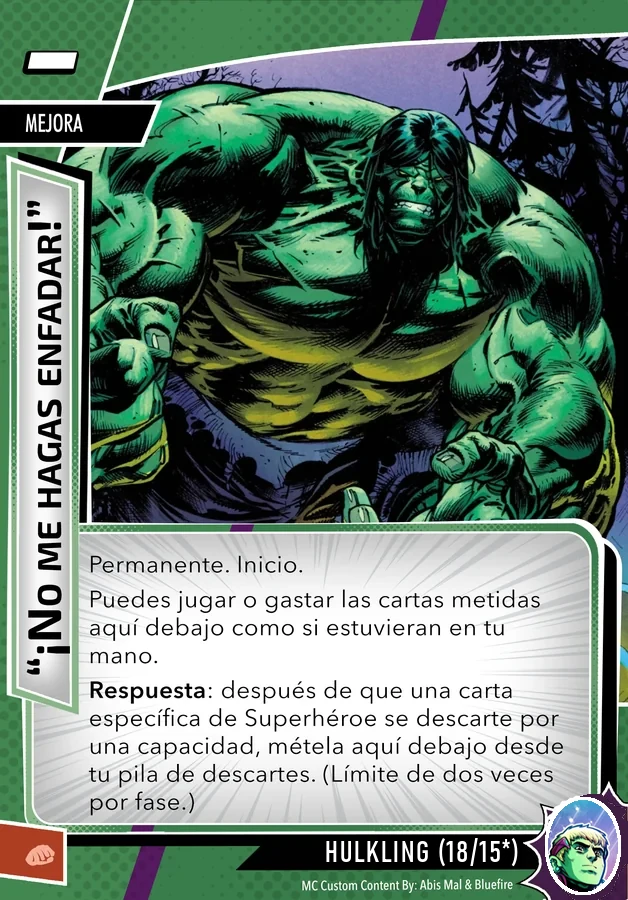 MEJORA
“¡NO ME HAGAS ENFADAR!”
Permanente. Inicio.
Puedes jugar o gastar las cartas metidas
aquí debajo como si estuvieran en tu
mano.
Respuesta: después de que una carta
específica de Superhéroe se descarte por
una capacidad, métela aquí debajo desde
tu pila de descartes. (Límite de dos veces
por fase.)
HULKLING (18/15*)
MC Custom Content By: Abis Mal & Bluefire